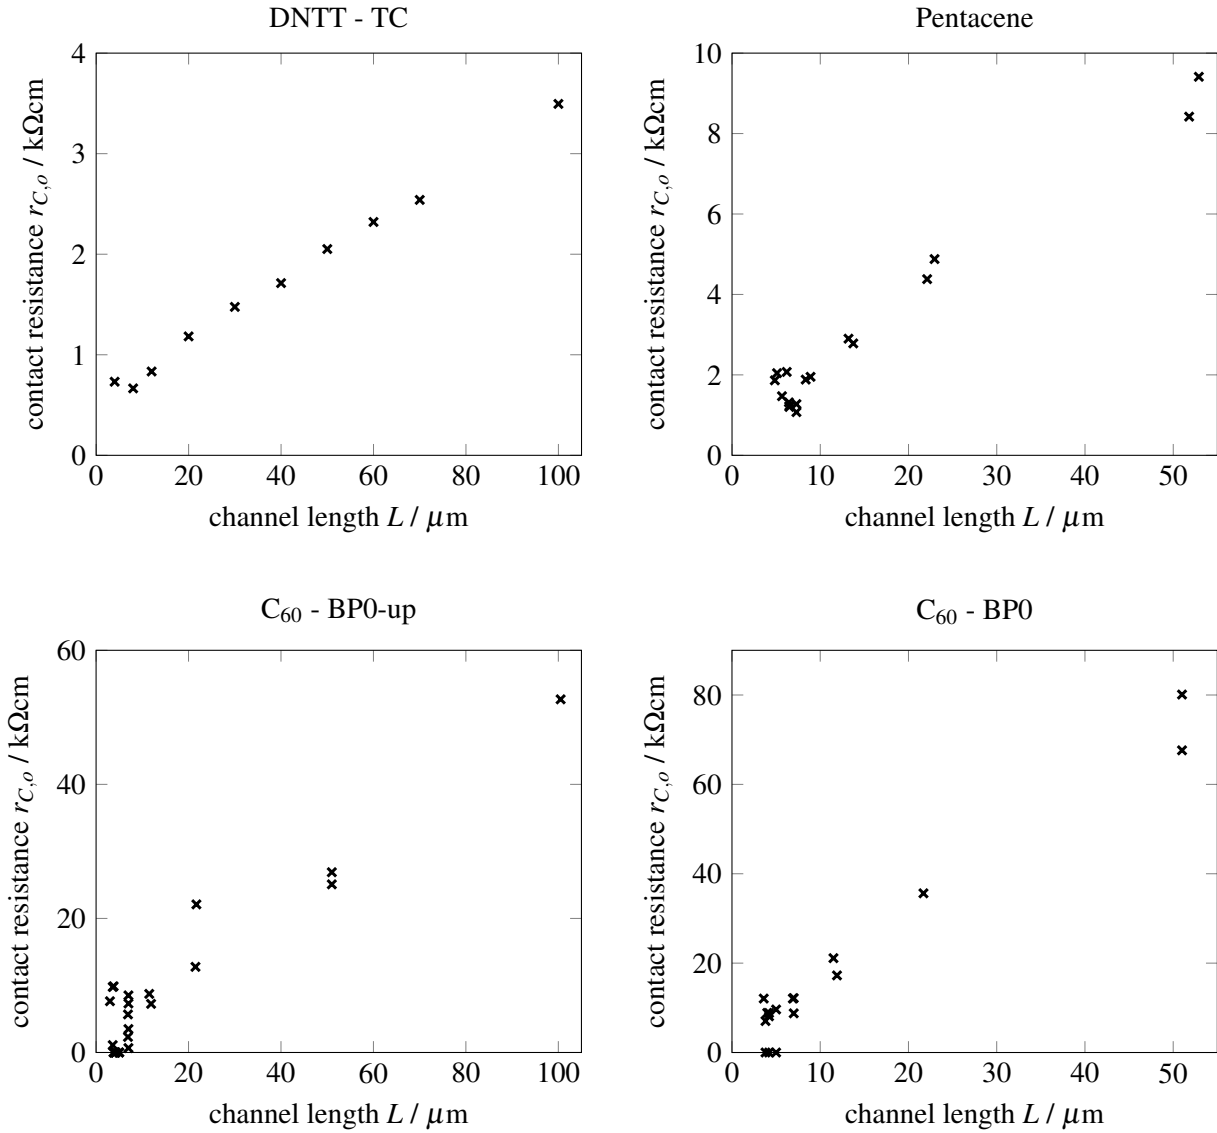 DNTT - TC
4
3
2
1
0
contact resistance r_{C,o} / kΩcm
0 20 40 60 80 100
channel length L / μm
Pentacene
10
8
6
4
2
0
contact resistance r_{C,o} / kΩcm
0 10 20 30 40 50
channel length L / μm
C₆₀ - BP0-up
60
40
20
0
contact resistance r_{C,o} / kΩcm
0 20 40 60 80 100
channel length L / μm
C₆₀ - BP0
80
60
40
20
0
contact resistance r_{C,o} / kΩcm
0 10 20 30 40 50
channel length L / μm